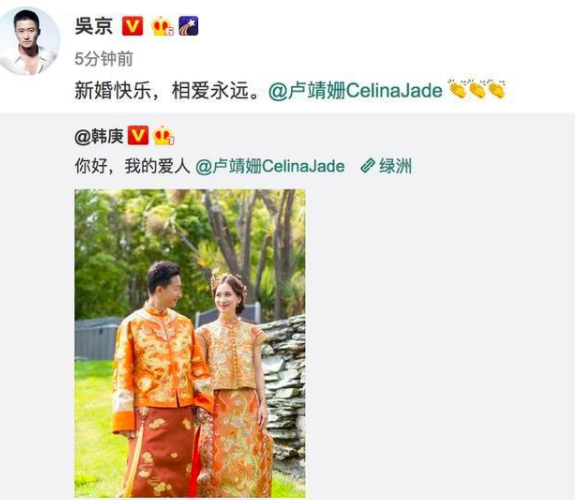 吳京
5分钟前
新婚快乐，相爱永远。@卢靖姗CelinaJade
@韩庚
你好，我的爱人 @卢靖姗CelinaJade 绿洲